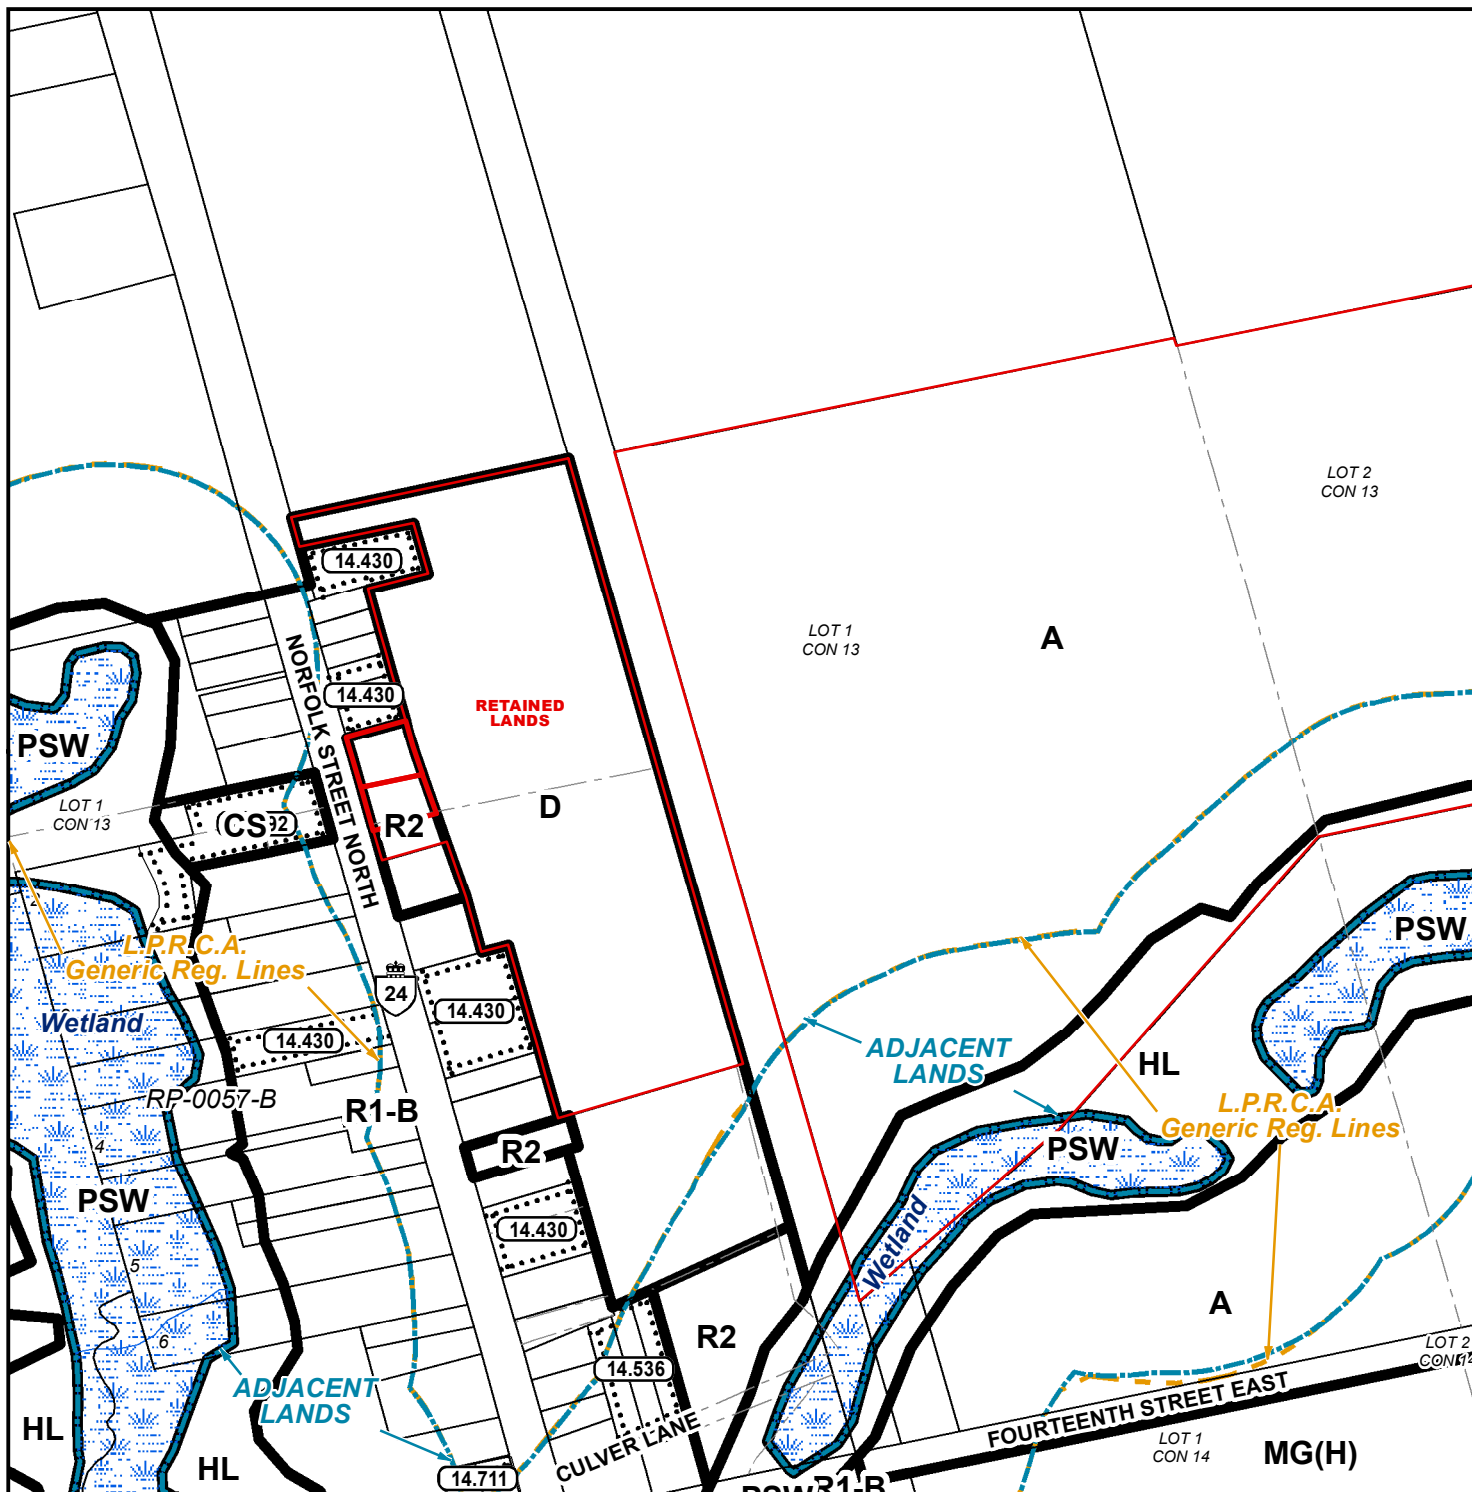 LOT 2
CON 13
14.430
LOT 1
CON 13
A
NORFOLK STREET NORTH
14.430
RETAINED
LANDS
PSW
LOT 1
CON 13
CS
92
R2
D
PSW
L.P.R.C.A.
Generic Reg. Lines
24
14.430
Wetland
14.430
ADJACENT
LANDS
HL
RP-0057-B
R1-B
L.P.R.C.A.
Generic Reg. Lines
4
R2
PSW
PSW
14.430
Wetland
5
A
6
R2
LOT 2
14.536
ADJACENT
LANDS
FOURTEENTH STREET EAST
CULVER LANE
HL
LOT 1
CON 14
MG(H)
HL
14.711
PSW
R1-B